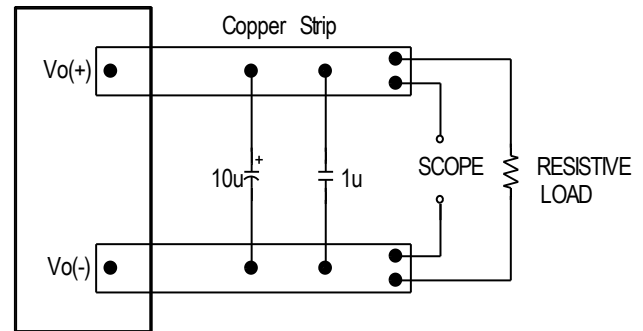 Copper Strip
Vo(+)
10u
+
1u
SCOPE
RESISTIVE
LOAD
Vo(-)